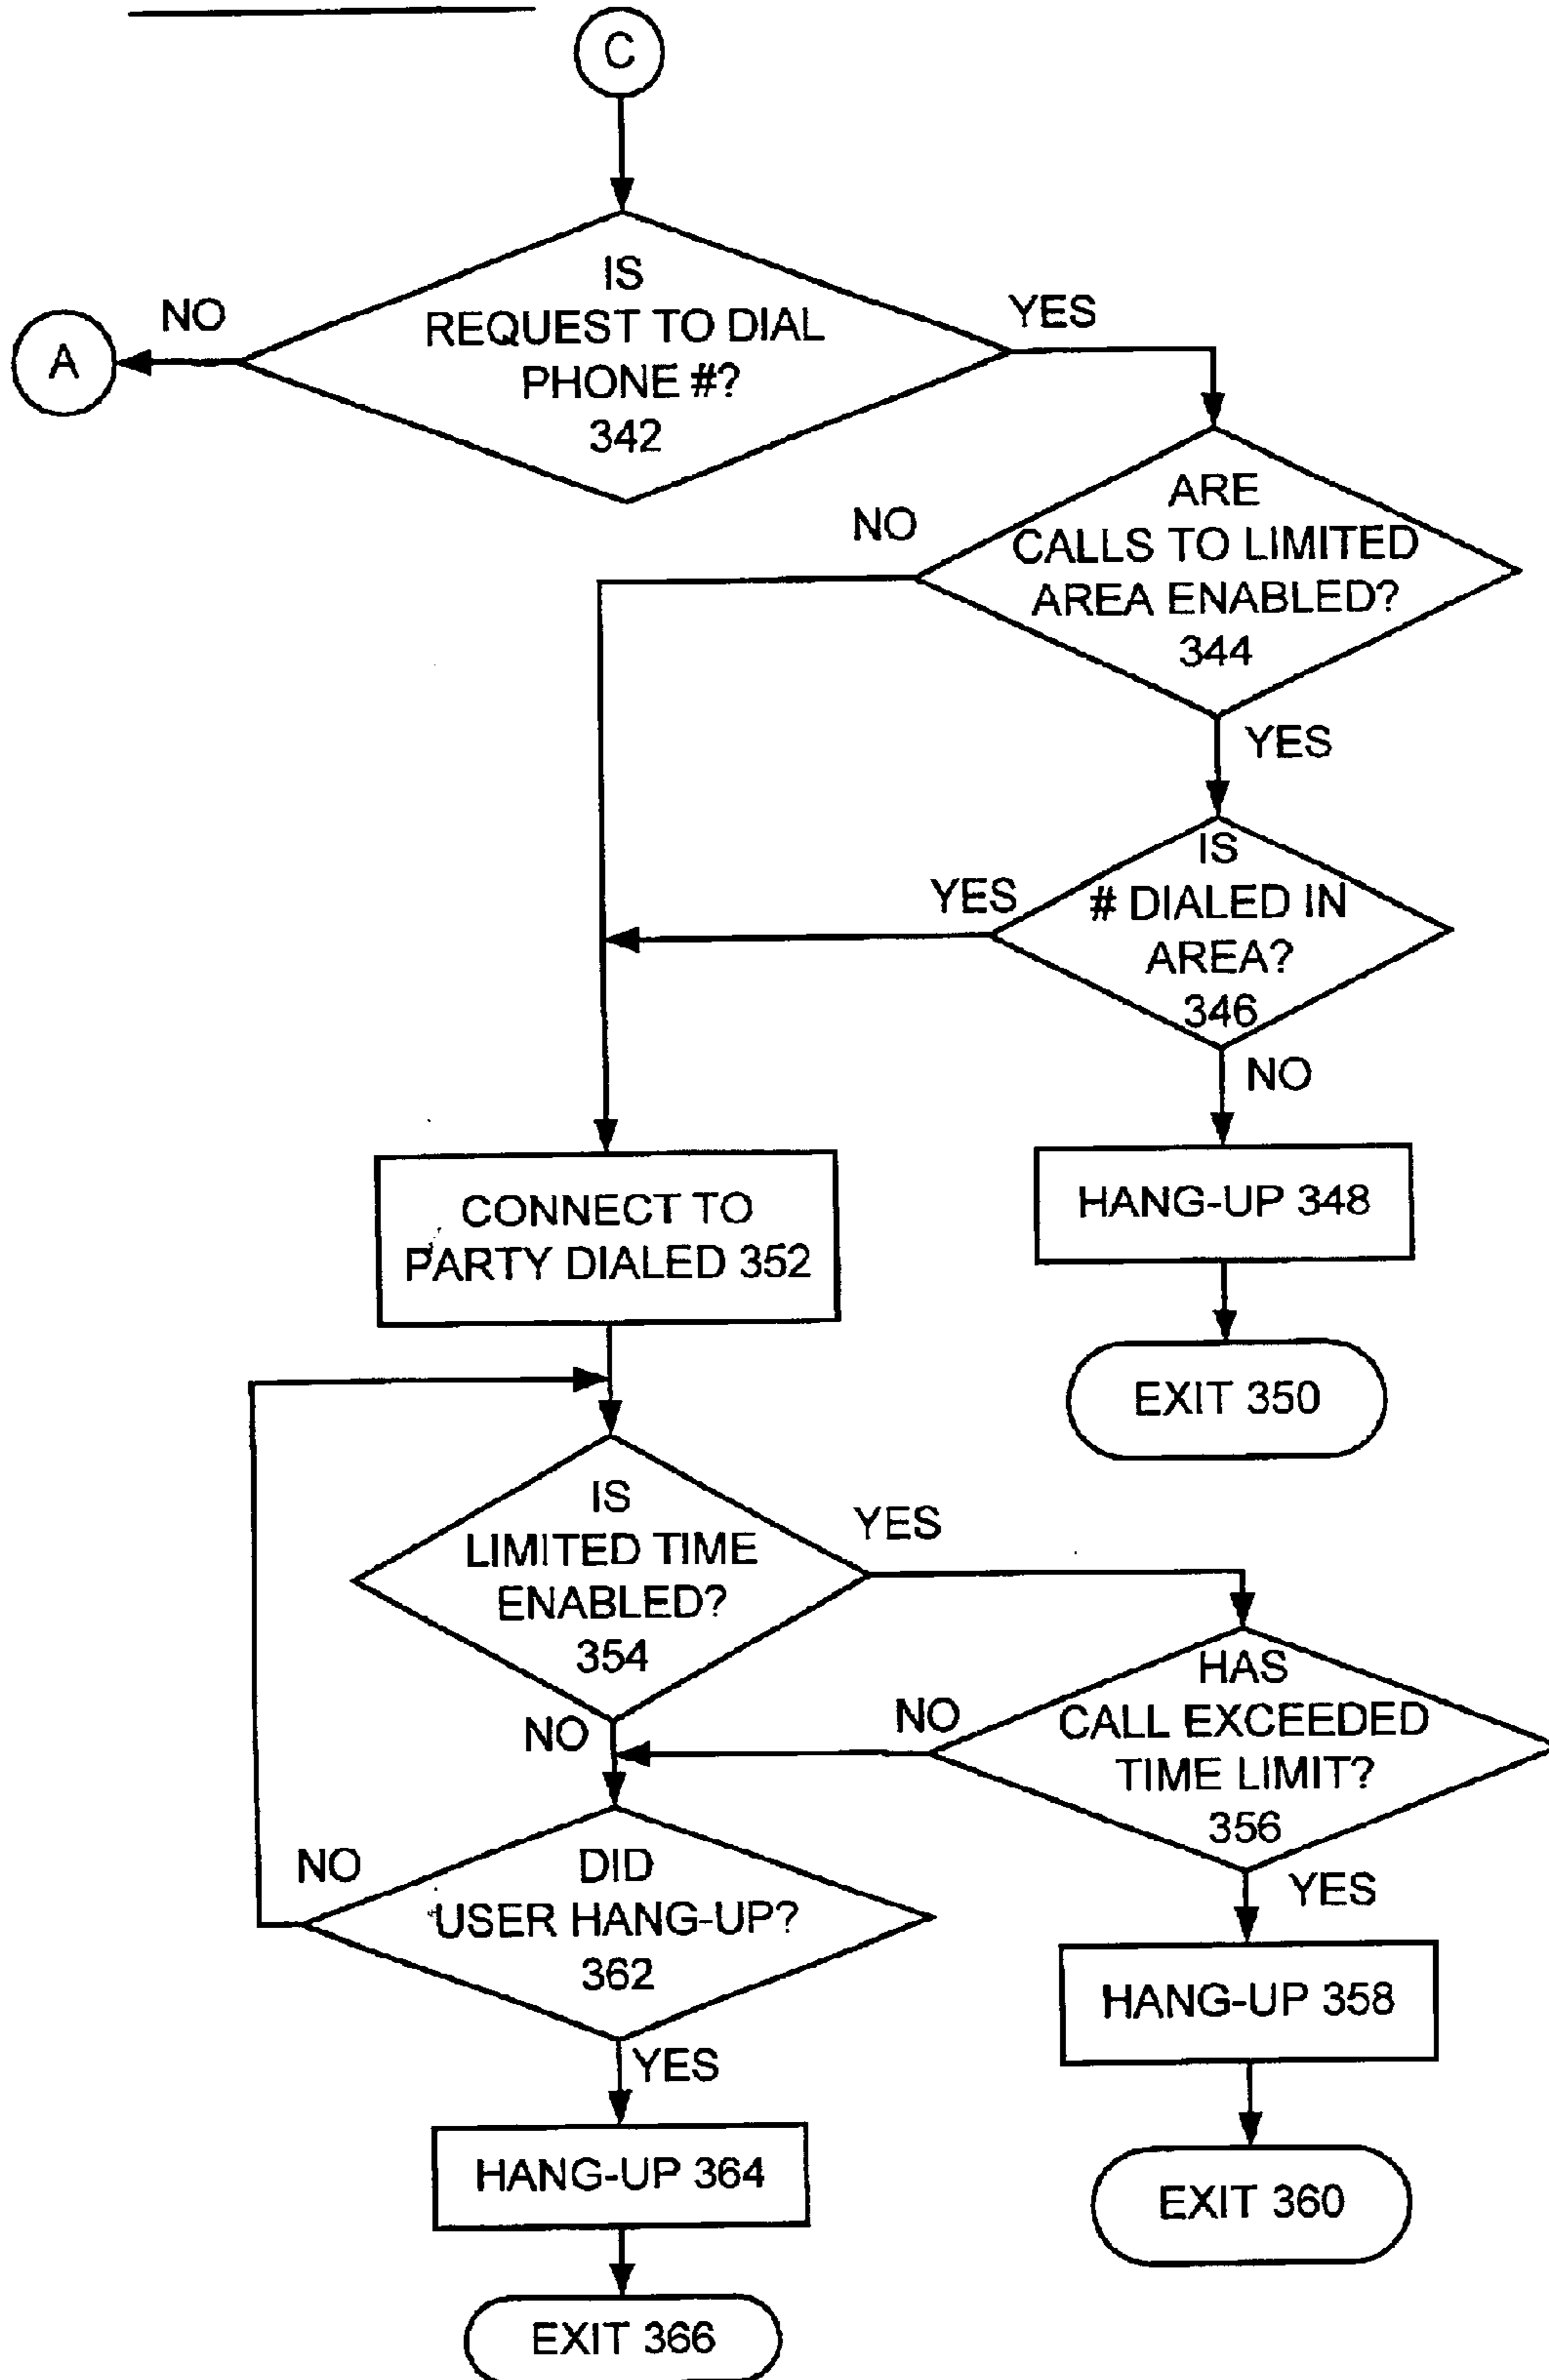 C
IS
REQUEST TO DIAL
PHONE #?
342
NO
A
YES
ARE
CALLS TO LIMITED
AREA ENABLED?
344
NO
YES
IS
# DIALED IN
AREA?
346
YES
NO
HANG-UP 348
EXIT 350
CONNECT TO
PARTY DIALED 352
IS
LIMITED TIME
ENABLED?
354
YES
NO
HAS
CALL EXCEEDED
TIME LIMIT?
356
NO
YES
HANG-UP 358
EXIT 360
DID
USER HANG-UP?
362
NO
YES
HANG-UP 364
EXIT 366